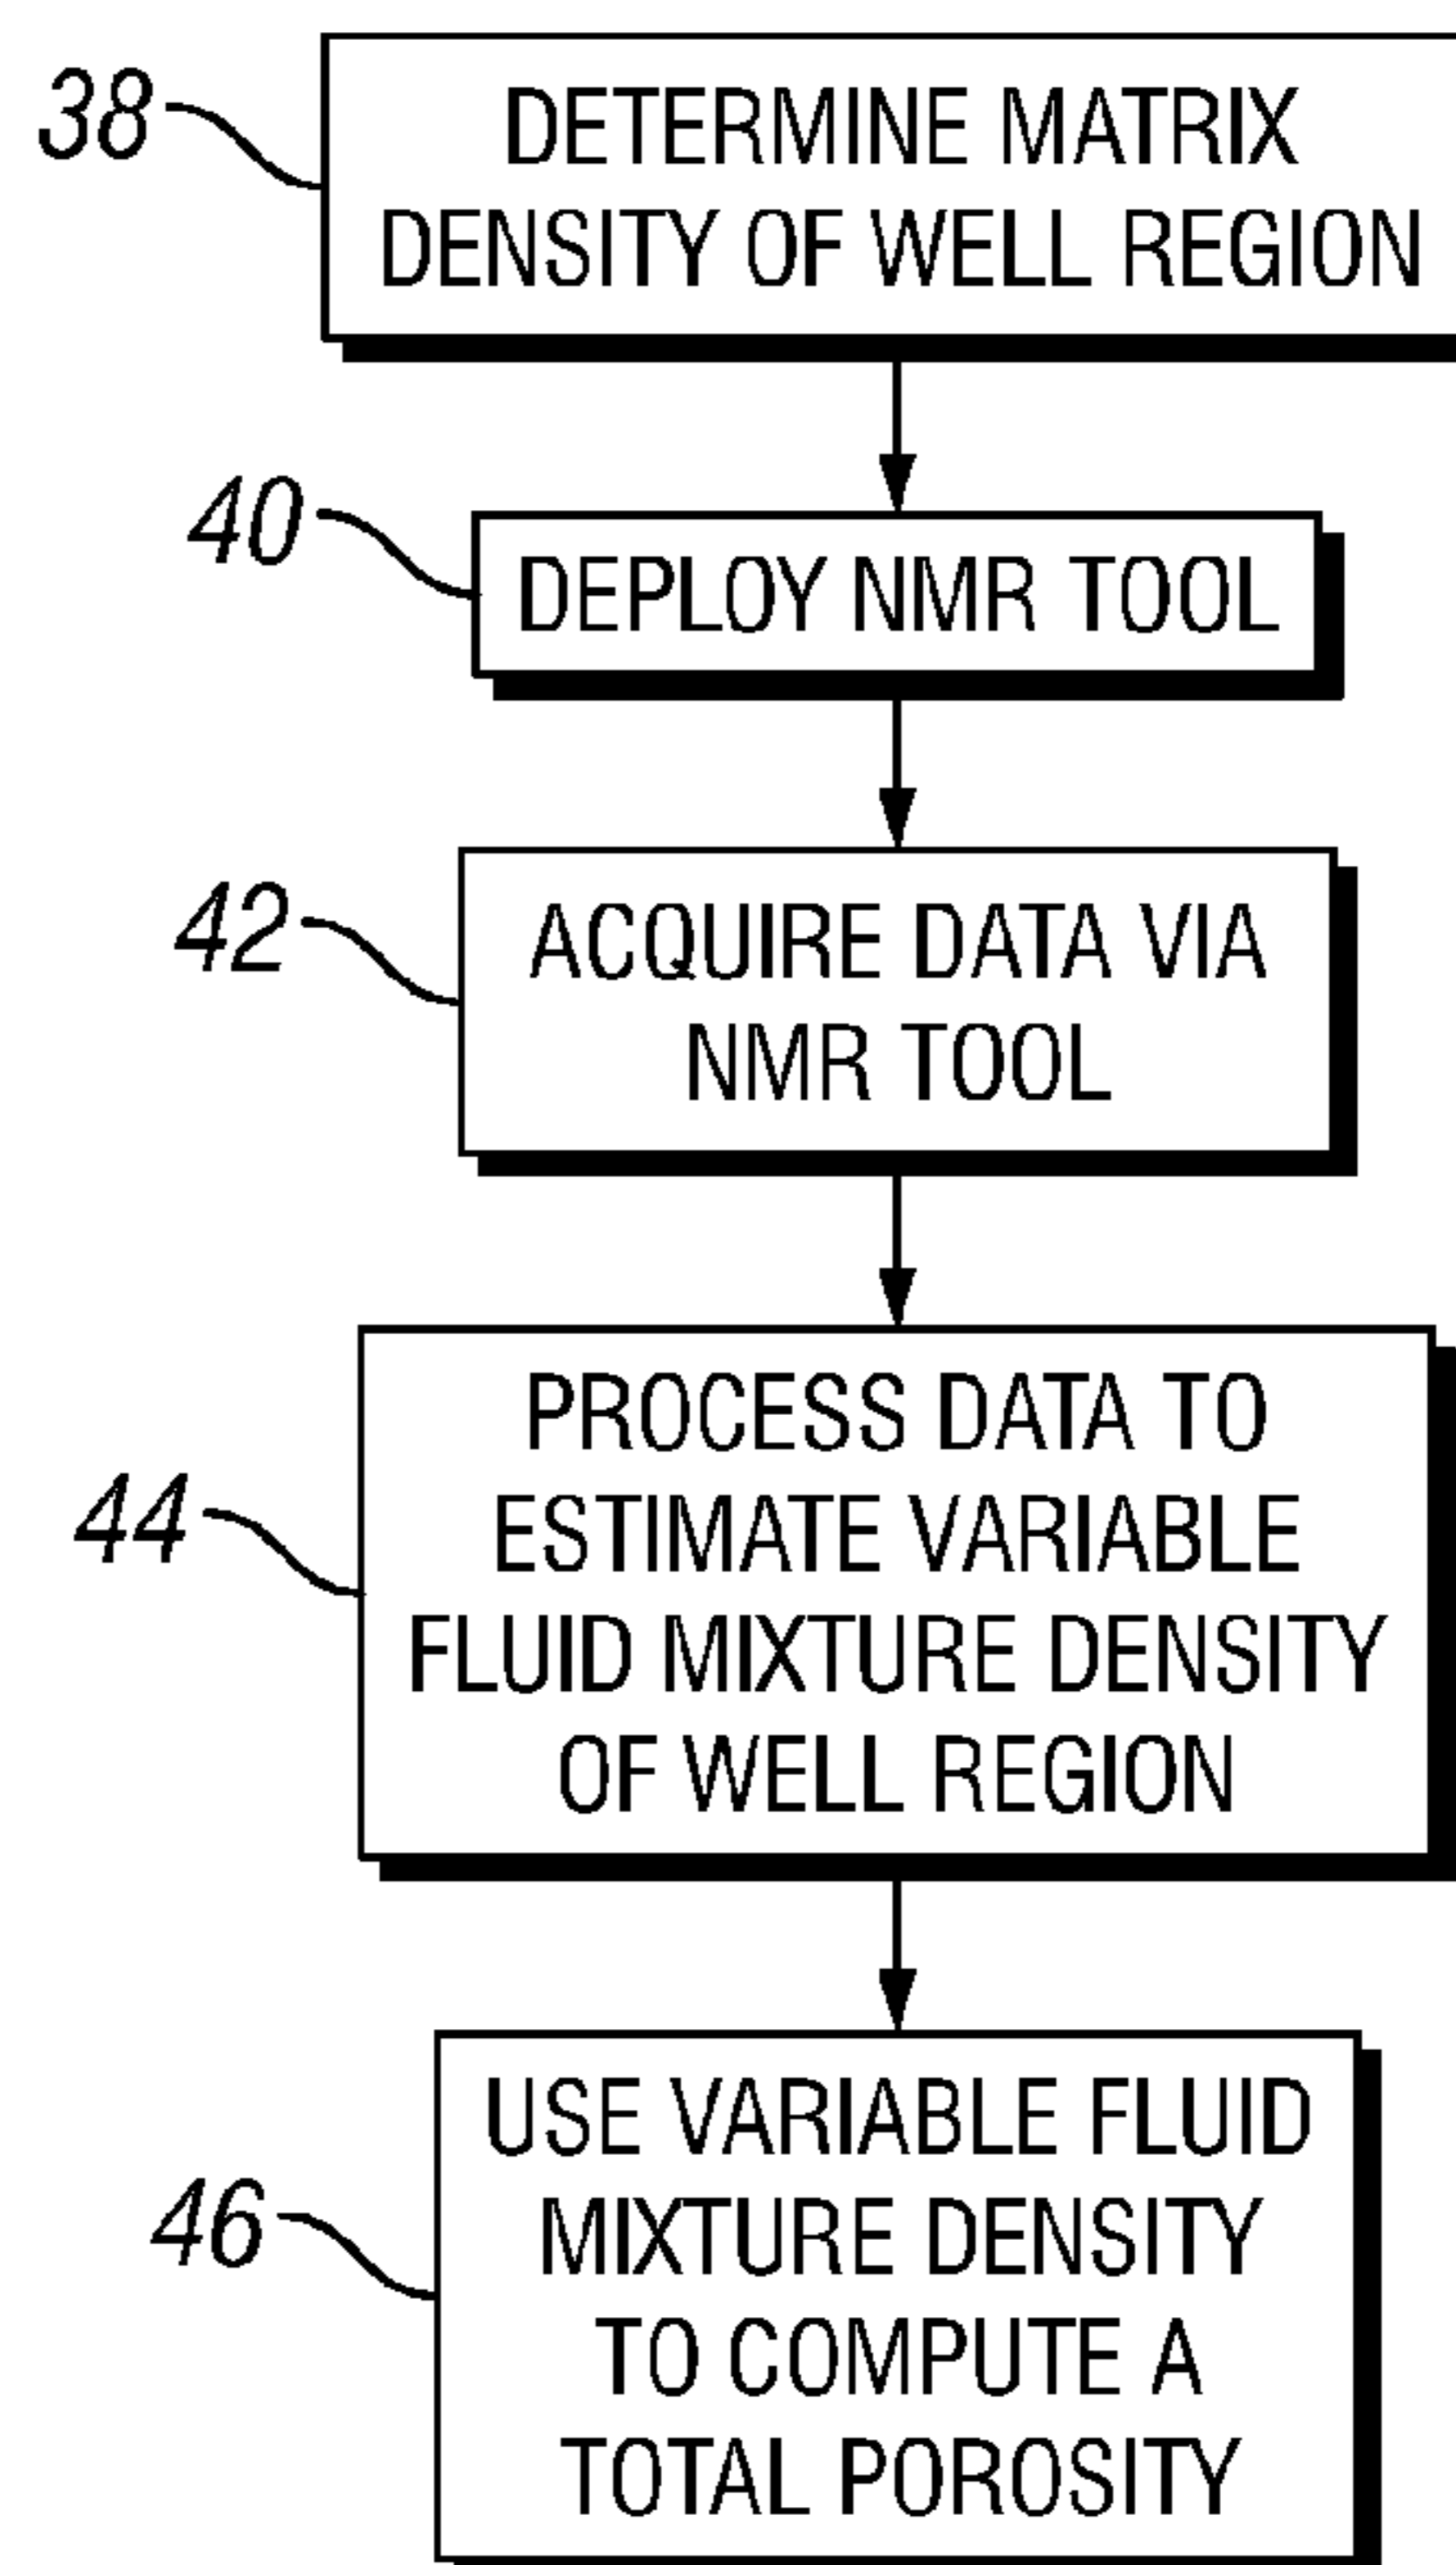 38
DETERMINE MATRIX
DENSITY OF WELL REGION
40
DEPLOY NMR TOOL
42
ACQUIRE DATA VIA
NMR TOOL
44
PROCESS DATA TO
ESTIMATE VARIABLE
FLUID MIXTURE DENSITY
OF WELL REGION
46
USE VARIABLE FLUID
MIXTURE DENSITY
TO COMPUTE A
TOTAL POROSITY